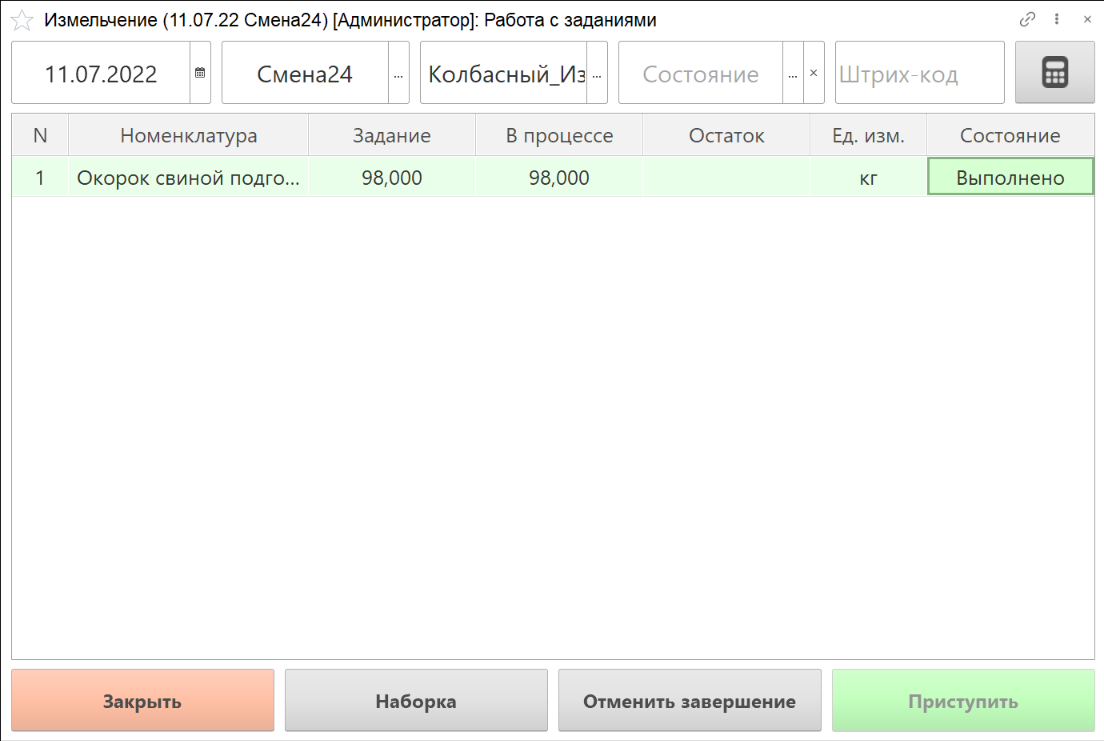 Измельчение (11.07.22 Смена24) [Администратор]: Работа с заданиями
11.07.2022 Смена24 ... Колбасный_Из ... Состояние ... × Штрих-код
N Номенклатура Задание В процессе Остаток Ед. изм. Состояние
1 Окорок свиной подго... 98,000 98,000 кг Выполнено
Закрыть Наборка Отменить завершение Приступить